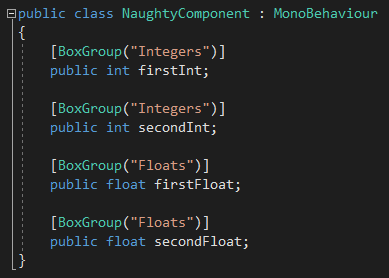 public class NaughtyComponent : MonoBehaviour
{
[BoxGroup("Integers")]
public int firstInt;
[BoxGroup("Integers")]
public int secondInt;
[BoxGroup("Floats")]
public float firstFloat;
[BoxGroup("Floats")]
public float secondFloat;
}